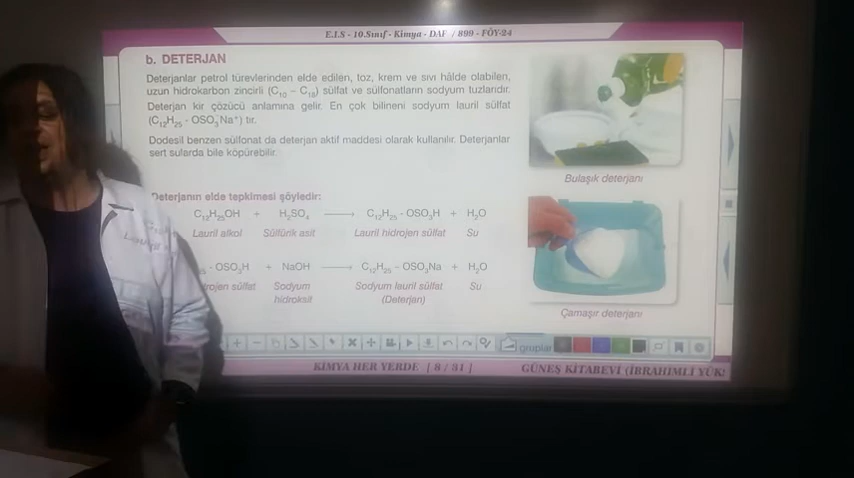 E.I.S - 10.Sınıf - Kimya - DAF / 899 - FÖY-24
b. DETERJAN
Deterjanlar petrol türevlerinden elde edilen, toz, krem ve sıvı hâlde olabilen,
uzun hidrokarbon zincirli (C₁₀ – C₁₈) sülfat ve sülfonatların sodyum tuzlarıdır.
Deterjan kir çözücü anlamına gelir. En çok bilineni sodyum lauril sülfat
(C₁₂H₂₅ - OSO₃⁻Na⁺) tır.
Dodesil benzen sülfonat da deterjan aktif maddesi olarak kullanılır. Deterjanlar
sert sularda bile köpürebilir.
Bulaşık deterjanı
Deterjanın elde tepkimesi şöyledir:
C₁₂H₂₅OH + H₂SO₄ → C₁₂H₂₅ - OSO₃H + H₂O
Lauril alkol Sülfürik asit Lauril hidrojen sülfat Su
- OSO₃H + NaOH → C₁₂H₂₅ - OSO₃Na + H₂O
rojen sülfat Sodyum Sodyum lauril sülfat Su
hidroksit (Deterjan)
Çamaşır deterjanı
gruplar
KİMYA HER YERDE [ 8 / 31 ] GÜNEŞ KİTABEVİ (İBRAHİMLİ YÜK